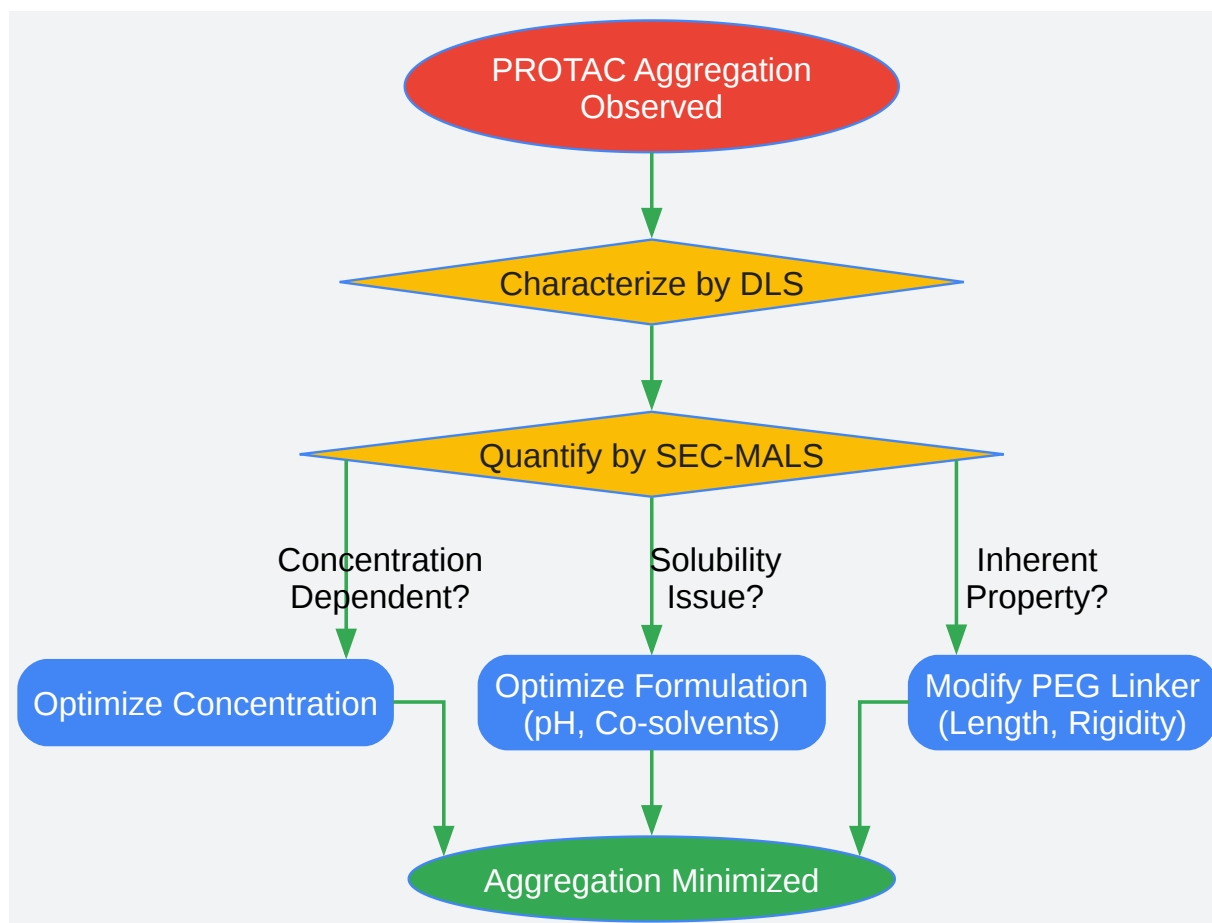 PROTAC Aggregation
Observed
Characterize by DLS
Quantify by SEC-MALS
Concentration
Dependent?
Solubility
Issue?
Inherent
Property?
Optimize Concentration
Optimize Formulation
(pH, Co-solvents)
Modify PEG Linker
(Length, Rigidity)
Aggregation Minimized